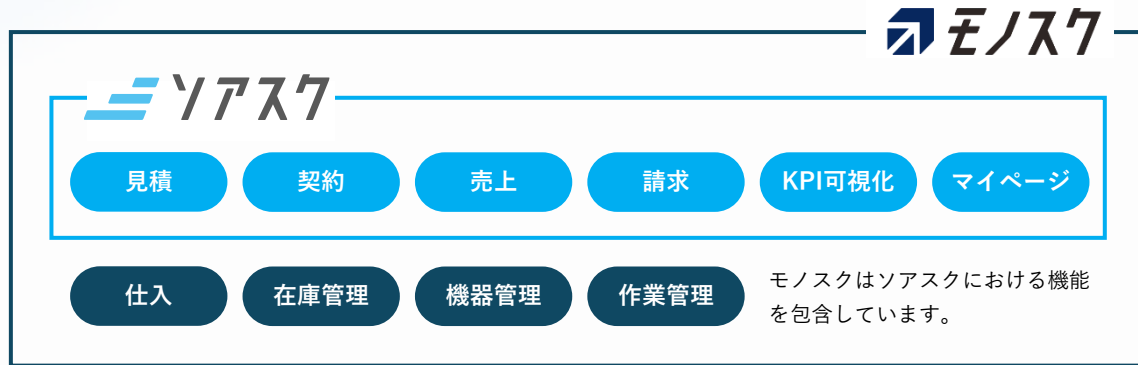 モノスク
ソアスク
見積 契約 売上 請求 KPI可視化 マイページ
仕入 在庫管理 機器管理 作業管理
モノスクはソアスクにおける機能
を包含しています。